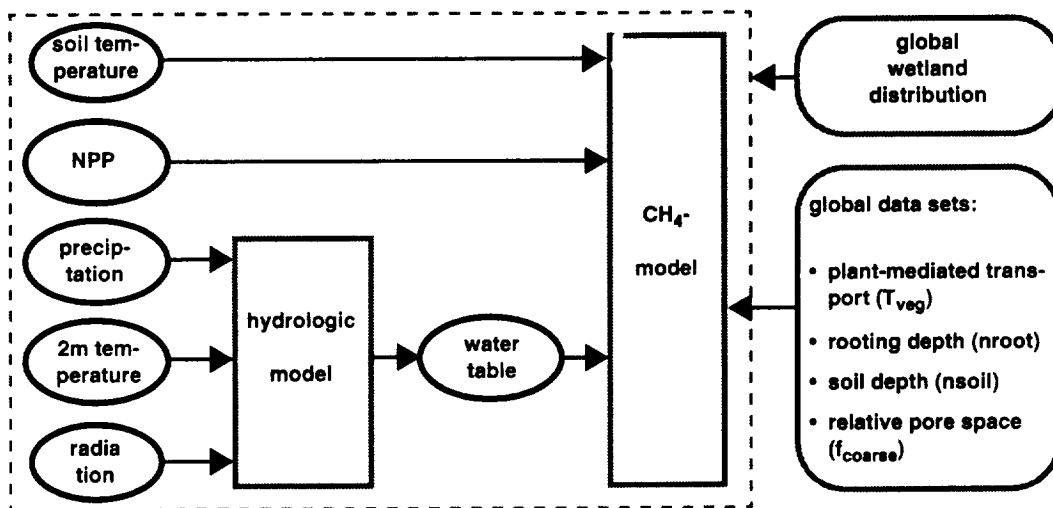 soil tem-
perature
NPP
precip-
tation
2m tem-
perature
radia
tion
hydrologic
model
water
table
CH₄-
model
global
wetland
distribution
global data sets:
• plant-mediated trans-
port (Tveg)
• rooting depth (nroot)
• soil depth (nsoil)
• relative pore space
(fcoarse)